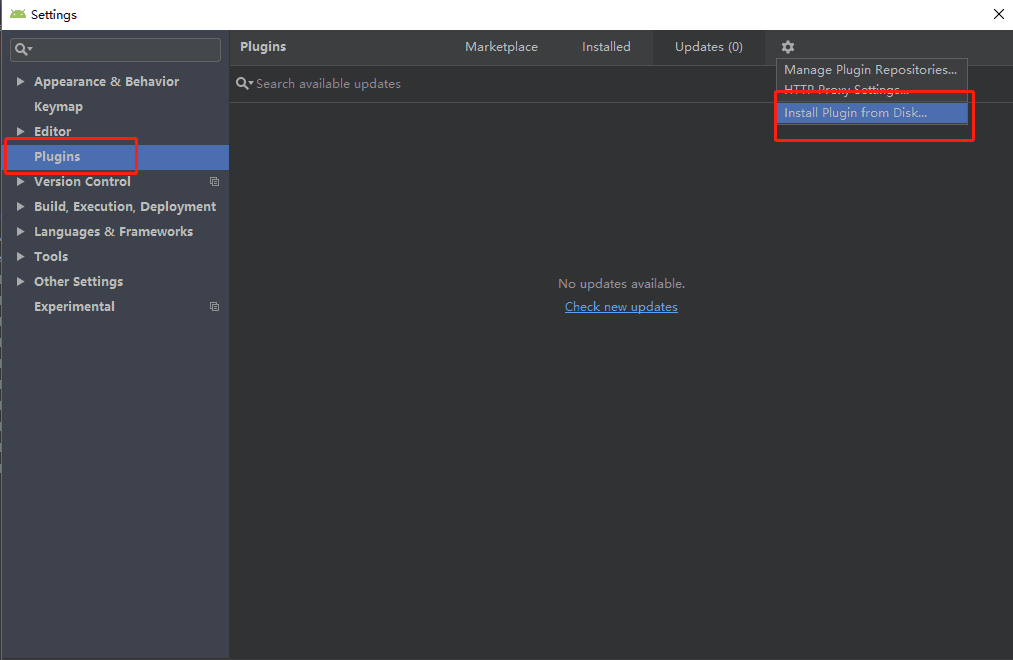 Settings
Plugins
Marketplace
Installed
Updates (0)
Search available updates
Manage Plugin Repositories...
HTTP Proxy Settings...
Install Plugin from Disk...
Appearance & Behavior
Keymap
Editor
Plugins
Version Control
Build, Execution, Deployment
Languages & Frameworks
Tools
Other Settings
Experimental
No updates available.
Check new updates